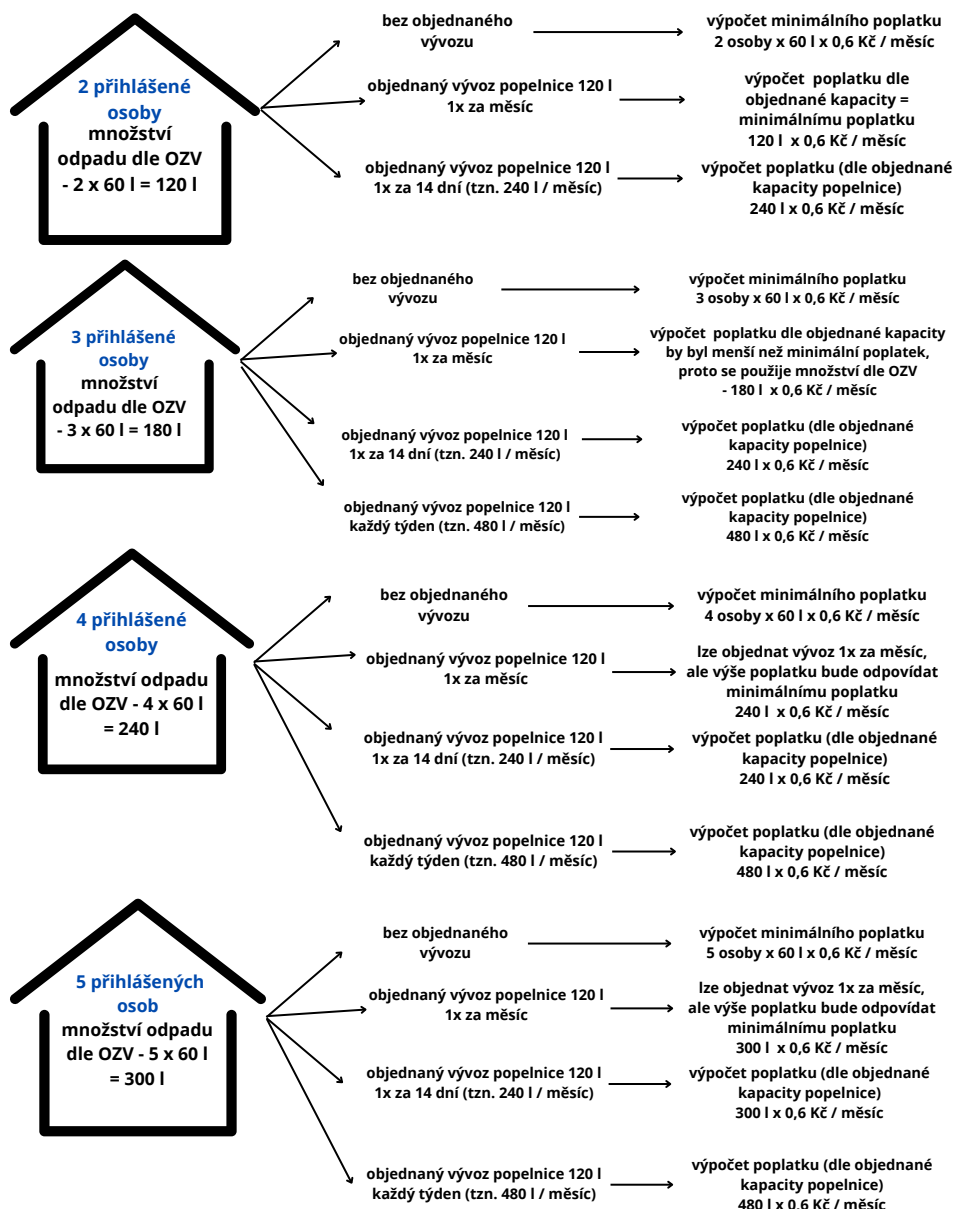 2 přihlášené
osoby
množství
odpadu dle OZV
- 2 x 60 l = 120 l
bez objednaného
vývozu
výpočet minimálního poplatku
2 osoby x 60 l x 0,6 Kč / měsíc
objednaný vývoz popelnice 120 l
1x za měsíc
výpočet  poplatku dle
objednané kapacity =
minimálnímu poplatku
120 l  x 0,6 Kč / měsíc
objednaný vývoz popelnice 120 l
1x za 14 dní (tzn. 240 l / měsíc)
výpočet poplatku (dle objednané
kapacity popelnice)
240 l x 0,6 Kč / měsíc
3 přihlášené
osoby
množství
odpadu dle OZV
- 3 x 60 l = 180 l
bez objednaného
vývozu
výpočet minimálního poplatku
3 osoby x 60 l x 0,6 Kč / měsíc
objednaný vývoz popelnice 120 l
1x za měsíc
výpočet  poplatku dle objednané kapacity
by byl menší než minimální poplatek,
proto se použije množství dle OZV
- 180 l  x 0,6 Kč / měsíc
objednaný vývoz popelnice 120 l
1x za 14 dní (tzn. 240 l / měsíc)
výpočet poplatku (dle objednané
kapacity popelnice)
240 l x 0,6 Kč / měsíc
objednaný vývoz popelnice 120 l
každý týden (tzn. 480 l / měsíc)
výpočet poplatku (dle objednané
kapacity popelnice)
480 l x 0,6 Kč / měsíc
4 přihlášené
osoby
množství odpadu
dle OZV - 4 x 60 l
= 240 l
bez objednaného
vývozu
výpočet minimálního poplatku
4 osoby x 60 l x 0,6 Kč / měsíc
objednaný vývoz popelnice 120 l
1x za měsíc
lze objednat vývoz 1x za měsíc,
ale výše poplatku bude odpovídat
minimálnímu poplatku
240 l  x 0,6 Kč / měsíc
objednaný vývoz popelnice 120 l
1x za 14 dní (tzn. 240 l / měsíc)
výpočet poplatku (dle objednané
kapacity popelnice)
240 l x 0,6 Kč / měsíc
objednaný vývoz popelnice 120 l
každý týden (tzn. 480 l / měsíc)
výpočet poplatku (dle objednané
kapacity popelnice)
480 l x 0,6 Kč / měsíc
5 přihlášených
osob
množství odpadu
dle OZV - 5 x 60 l
= 300 l
bez objednaného
vývozu
výpočet minimálního poplatku
5 osoby x 60 l x 0,6 Kč / měsíc
objednaný vývoz popelnice 120 l
1x za měsíc
lze objednat vývoz 1x za měsíc,
ale výše poplatku bude odpovídat
minimálnímu poplatku
300 l  x 0,6 Kč / měsíc
objednaný vývoz popelnice 120 l
1x za 14 dní (tzn. 240 l / měsíc)
výpočet poplatku (dle objednané
kapacity popelnice)
300 l x 0,6 Kč / měsíc
objednaný vývoz popelnice 120 l
každý týden (tzn. 480 l / měsíc)
výpočet poplatku (dle objednané
kapacity popelnice)
480 l x 0,6 Kč / měsíc